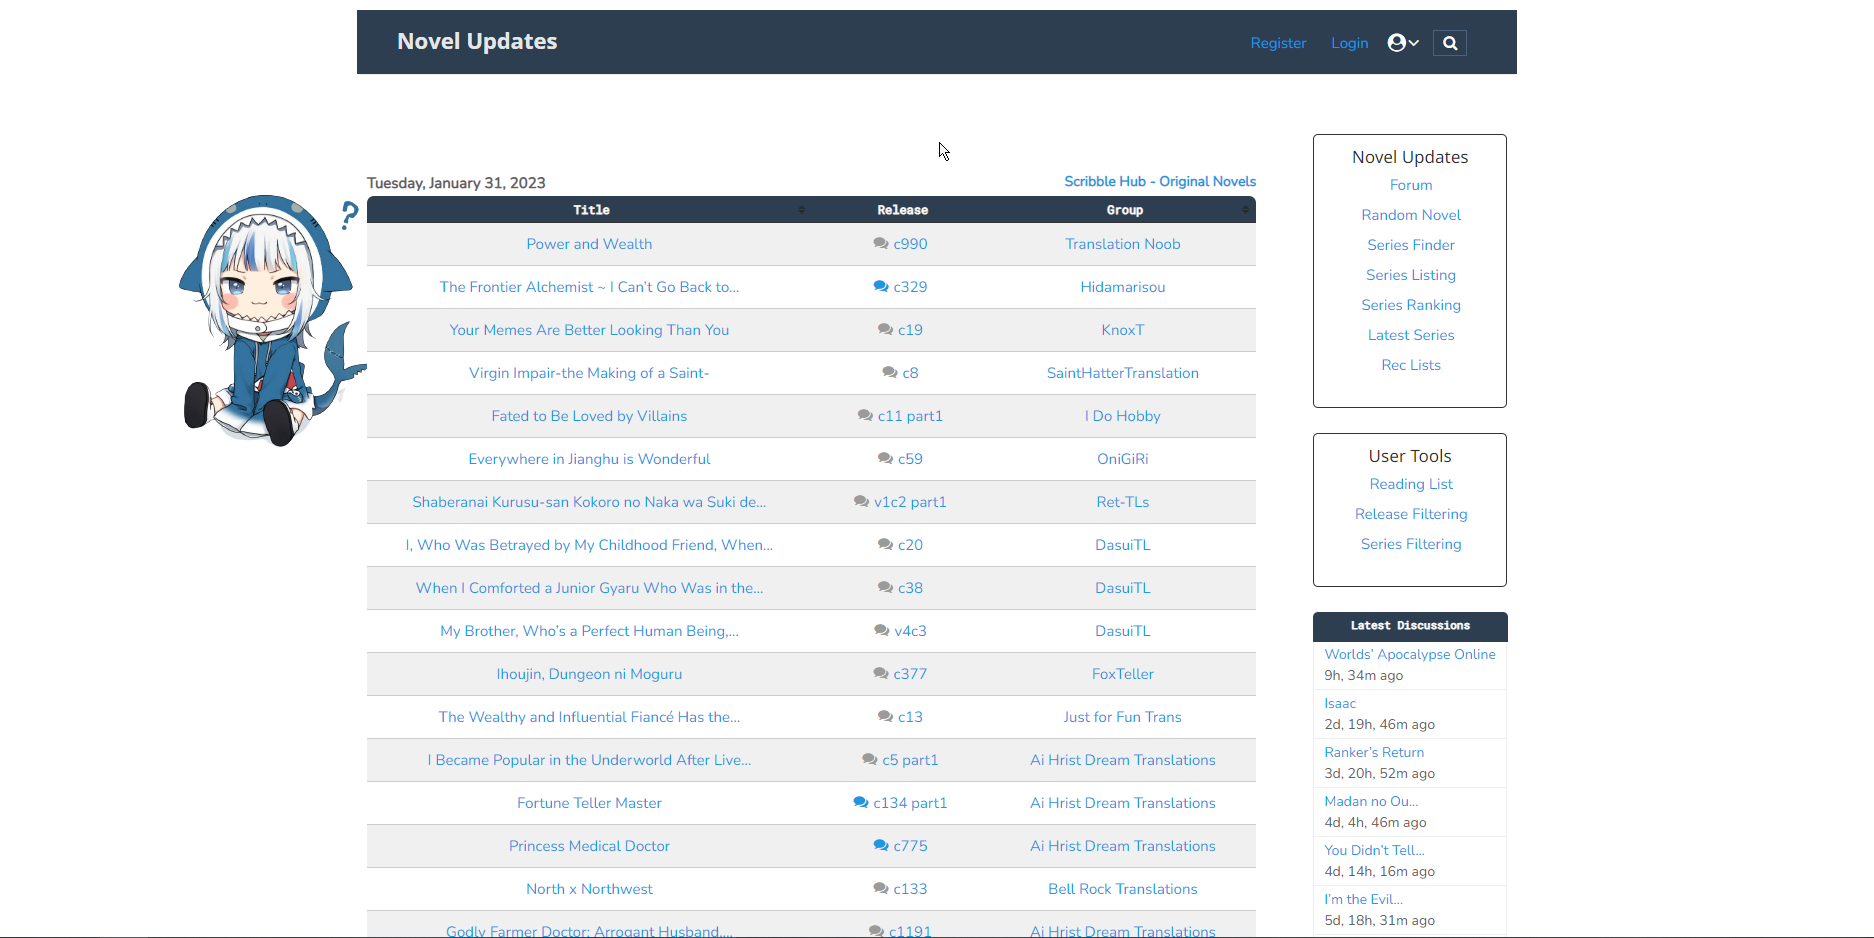 Novel Updates
Register Login
Tuesday, January 31, 2023
Scribble Hub - Original Novels
Title Release Group
Power and Wealth c990 Translation Noob
The Frontier Alchemist ~ I Can't Go Back to... c329 Hidamarisou
Your Memes Are Better Looking Than You c19 KnoxT
Virgin Impair-the Making of a Saint- c8 SaintHatterTranslation
Fated to Be Loved by Villains c11 part1 I Do Hobby
Everywhere in Jianghu is Wonderful c59 OniGiRi
Shaberanai Kurusu-san Kokoro no Naka wa Suki de... v1c2 part1 Ret-TLs
I, Who Was Betrayed by My Childhood Friend, When... c20 DasuiTL
When I Comforted a Junior Gyaru Who Was in the... c38 DasuiTL
My Brother, Who's a Perfect Human Being,... v4c3 DasuiTL
Ihoujin, Dungeon ni Moguru c377 FoxTeller
The Wealthy and Influential Fiancé Has the... c13 Just for Fun Trans
I Became Popular in the Underworld After Live... c5 part1 Ai Hrist Dream Translations
Fortune Teller Master c134 part1 Ai Hrist Dream Translations
Princess Medical Doctor c775 Ai Hrist Dream Translations
North x Northwest c133 Bell Rock Translations
Godly Farmer Doctor: Arrogant Husband,... c1191 Ai Hrist Dream Translations
?
Novel Updates
Forum
Random Novel
Series Finder
Series Listing
Series Ranking
Latest Series
Rec Lists
User Tools
Reading List
Release Filtering
Series Filtering
Latest Discussions
Worlds' Apocalypse Online
9h, 34m ago
Isaac
2d, 19h, 46m ago
Ranker's Return
3d, 20h, 52m ago
Madan no Ou...
4d, 4h, 46m ago
You Didn't Tell...
4d, 14h, 16m ago
I'm the Evil...
5d, 18h, 31m ago